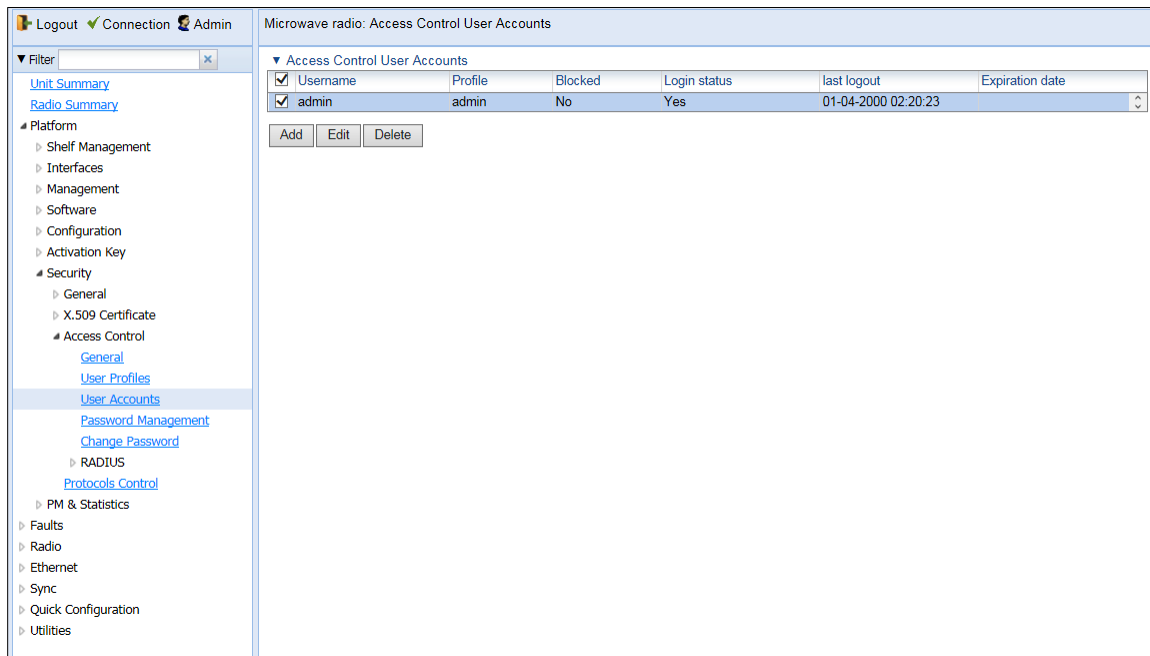 Logout Connection Admin
Microwave radio: Access Control User Accounts
Filter
Unit Summary
Radio Summary
Platform
Shelf Management
Interfaces
Management
Software
Configuration
Activation Key
Security
General
X.509 Certificate
Access Control
General
User Profiles
User Accounts
Password Management
Change Password
RADIUS
Protocols Control
PM & Statistics
Faults
Radio
Ethernet
Sync
Quick Configuration
Utilities
Access Control User Accounts
Username Profile Blocked Login status last logout Expiration date
admin admin No Yes 01-04-2000 02:20:23
Add Edit Delete